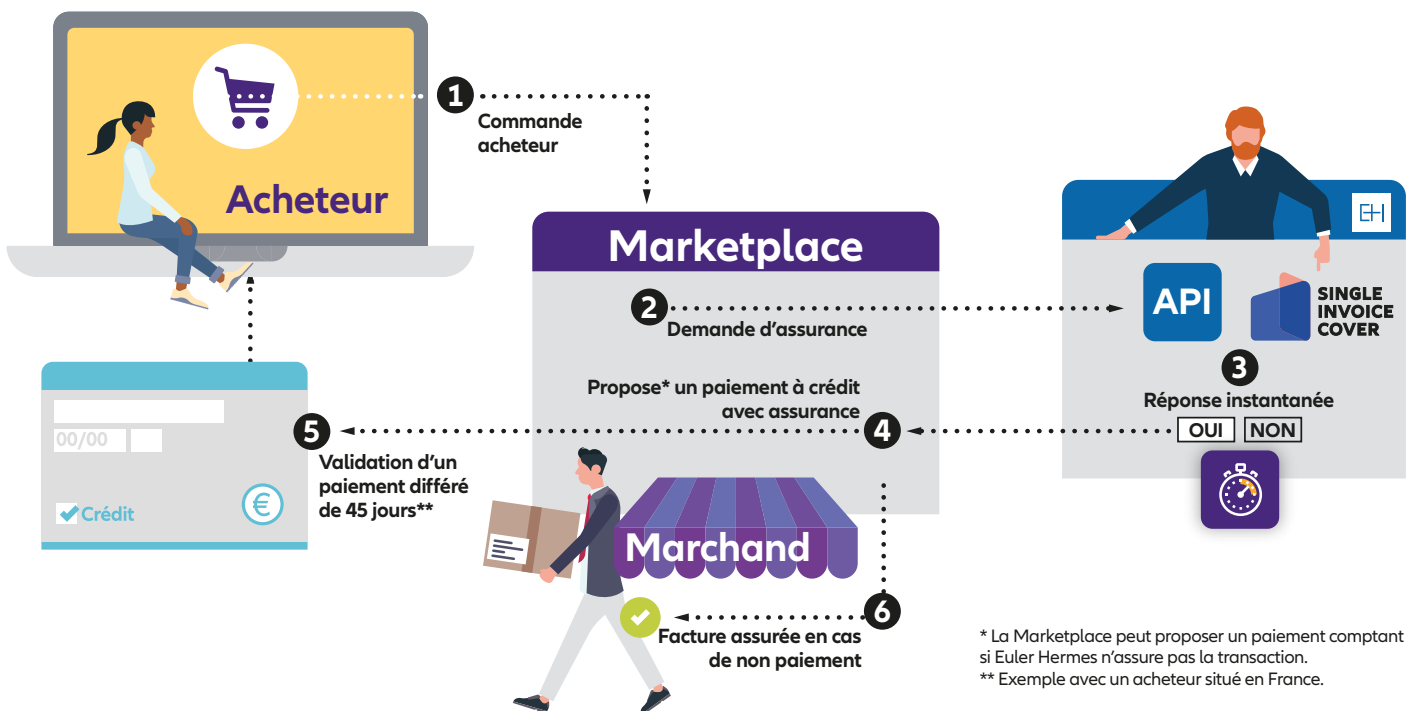 1
Commande
acheteur
Acheteur
Marketplace
2
Demande d’assurance
EH
API
SINGLE
INVOICE
COVER
3
Réponse instantanée
OUI NON
Propose* un paiement à crédit
avec assurance
4
5
Validation d’un
paiement différé
de 45 jours**
00/00
Crédit
€
Marchand
6
Facture assurée en cas
de non paiement
* La Marketplace peut proposer un paiement comptant
si Euler Hermes n’assure pas la transaction.
** Exemple avec un acheteur situé en France.